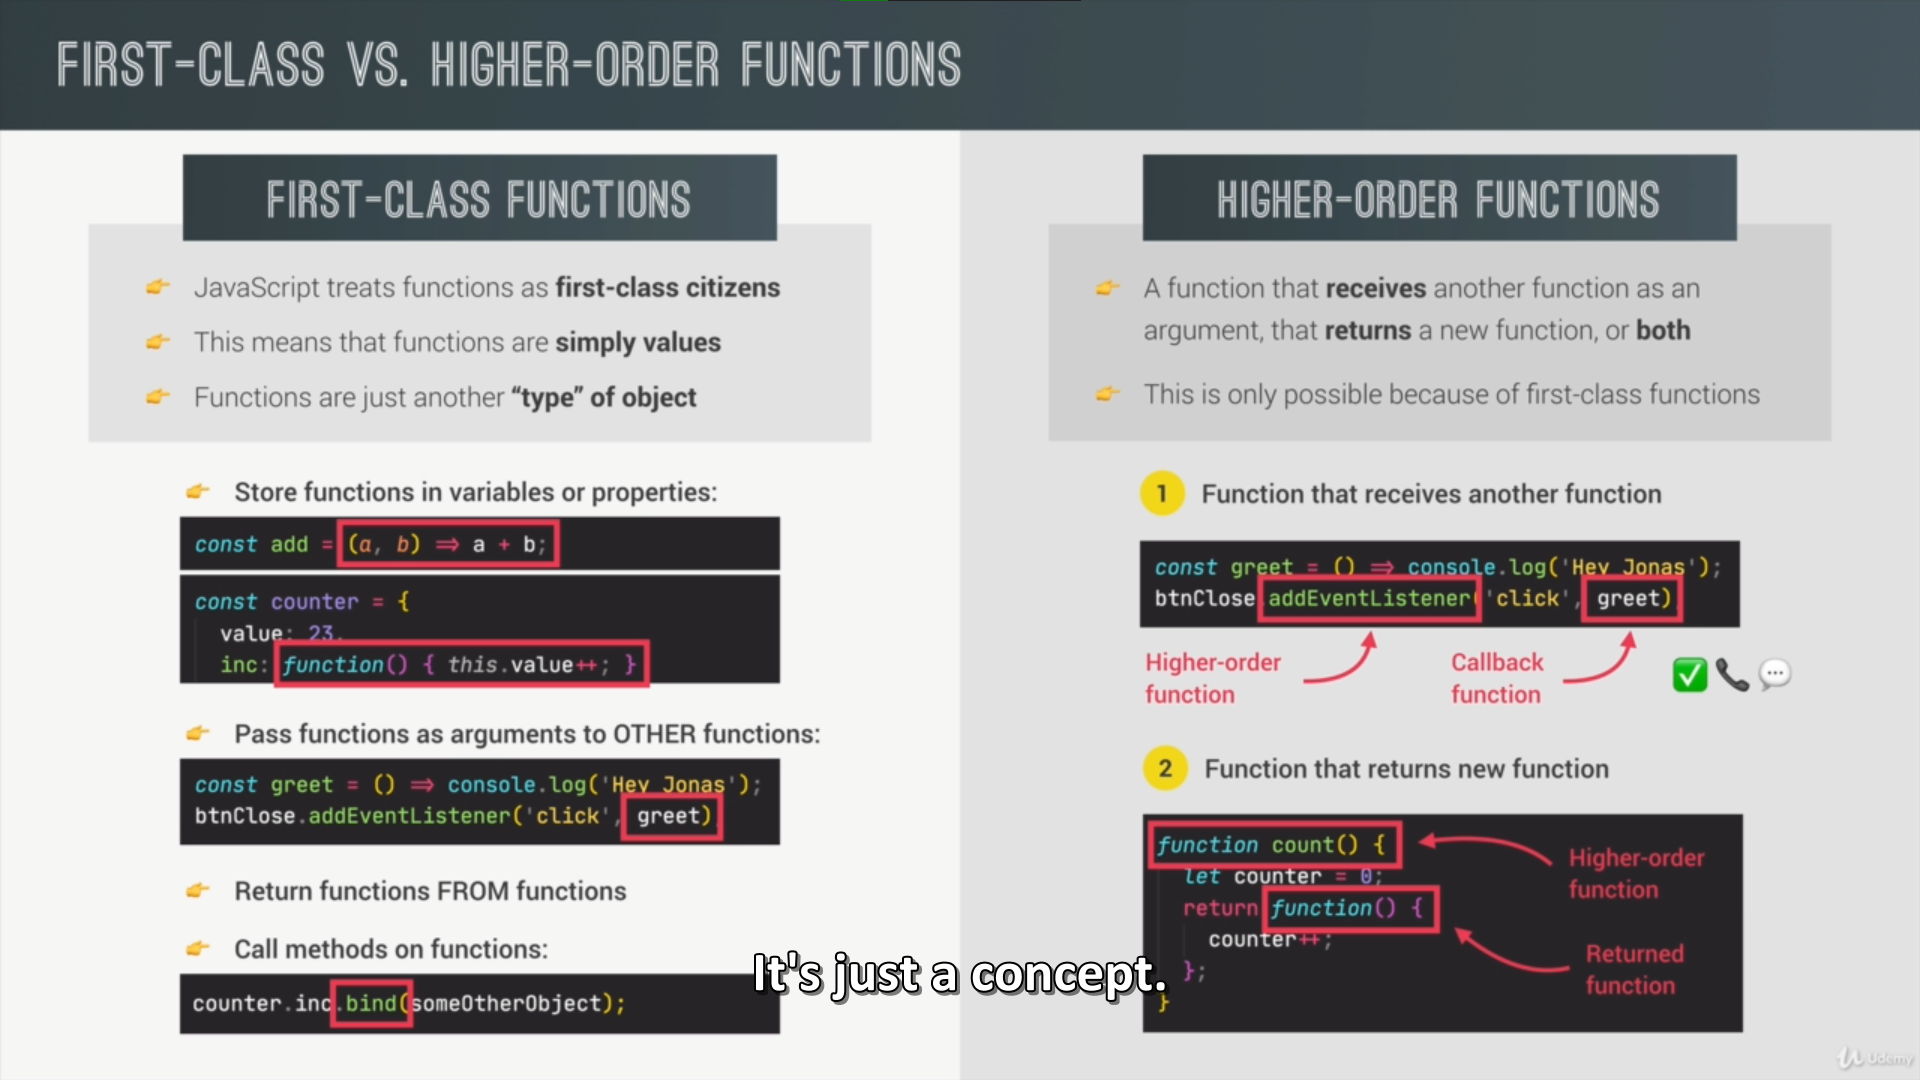 FIRST-CLASS VS. HIGHER-ORDER FUNCTIONS
FIRST-CLASS FUNCTIONS
JavaScript treats functions as first-class citizens
This means that functions are simply values
Functions are just another “type” of object
Store functions in variables or properties:
const add = (a, b) => a + b;
const counter = {
value: 23,
inc: function() { this.value++; }
Pass functions as arguments to OTHER functions:
const greet = () => console.log('Hey Jonas');
btnClose.addEventListener('click', greet)
Return functions FROM functions
Call methods on functions:
counter.inc.bind(someOtherObject);
HIGHER-ORDER FUNCTIONS
A function that receives another function as an
argument, that returns a new function, or both
This is only possible because of first-class functions
1 Function that receives another function
const greet = () => console.log('Hey Jonas');
btnClose.addEventListener('click', greet)
Higher-order
function
Callback
function
2 Function that returns new function
function count() {
let counter = 0;
return function() {
counter++;
};
}
Higher-order
function
Returned
function
It's just a concept.
Udemy